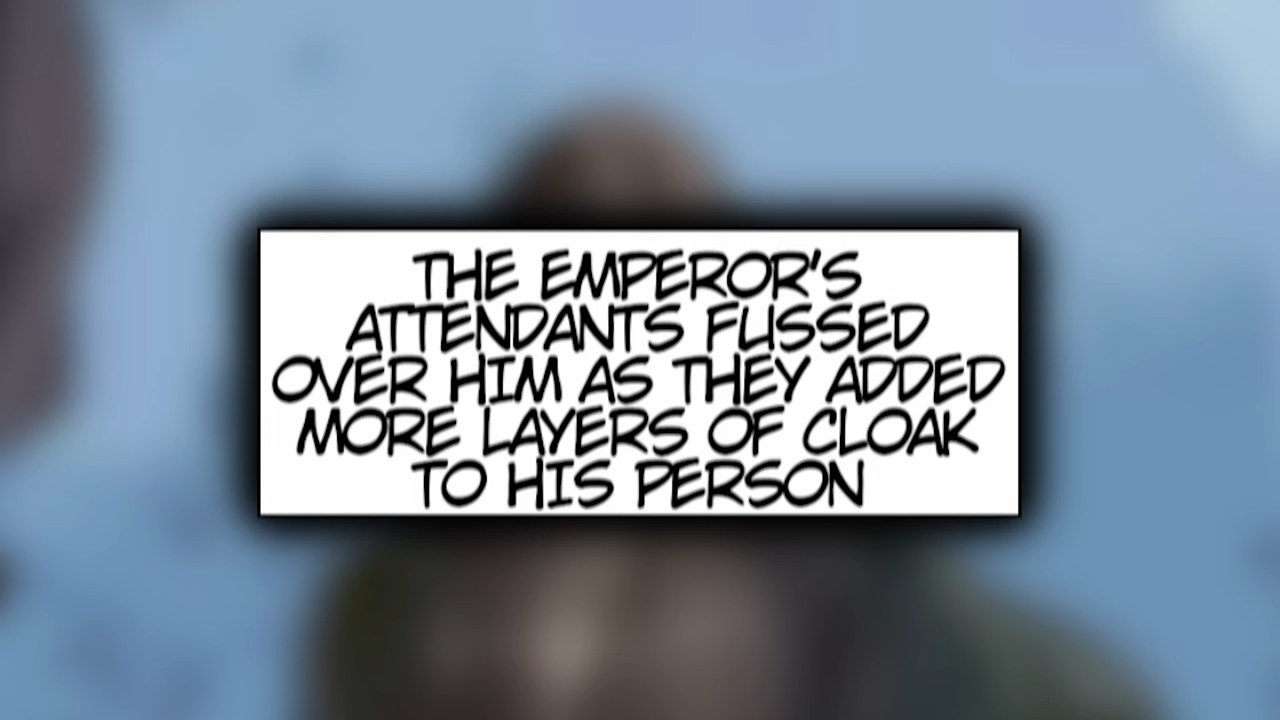 THE EMPEROR'S
ATTENDANTS FUSSED
OVER HIM AS THEY ADDED
MORE LAYERS OF CLOAK
TO HIS PERSON